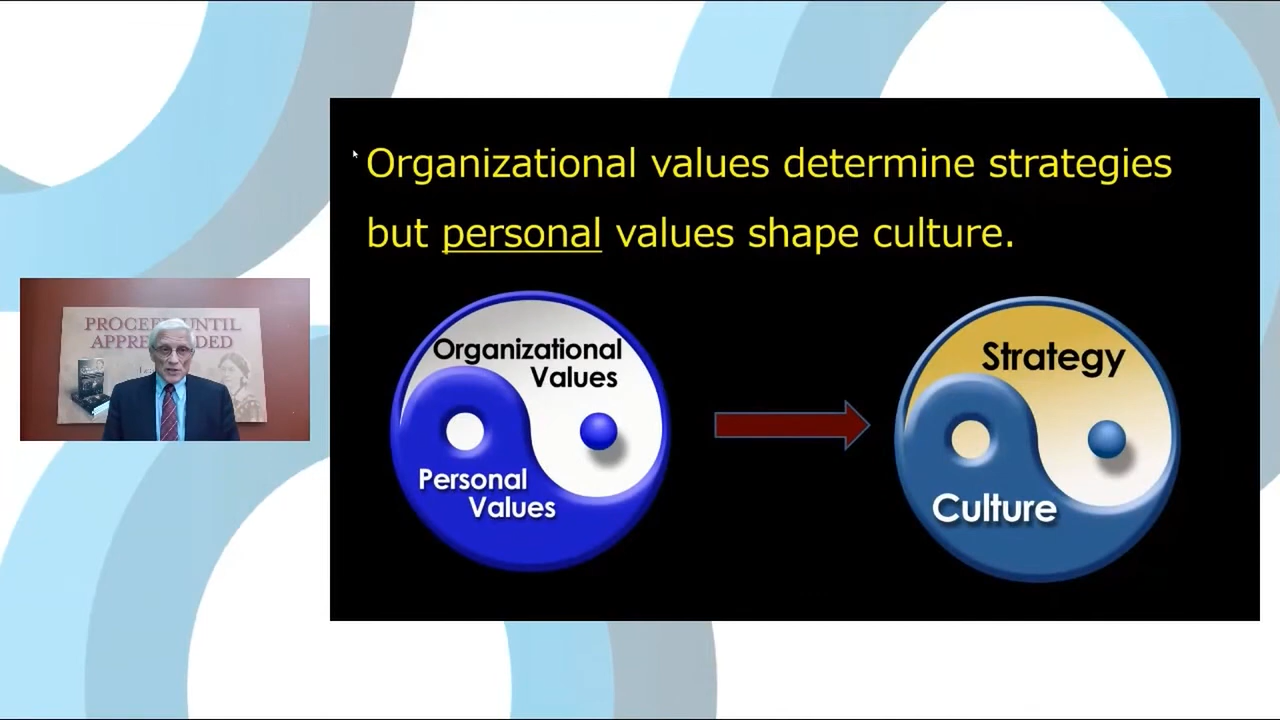 Organizational values determine strategies
but personal values shape culture.
Organizational
Values
Personal
Values
Strategy
Culture
PROCEED UNTIL
APPREHENDED